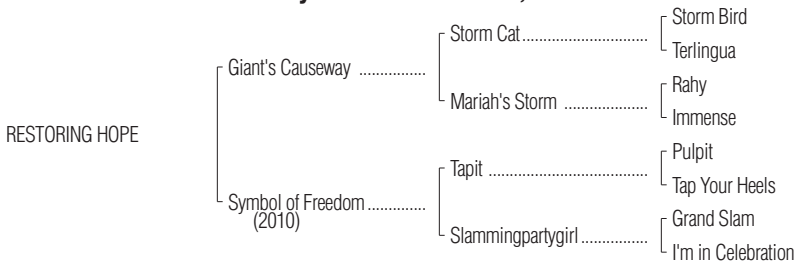 Storm Bird
Storm Cat............................
Terlingua
Giant's Causeway ................
Rahy
Mariah's Storm ...................
Immense
RESTORING HOPE
Pulpit
Tapit ....................................
Tap Your Heels
Symbol of Freedom..............
(2010)
Grand Slam
Slammingpartygirl................
I'm in Celebration